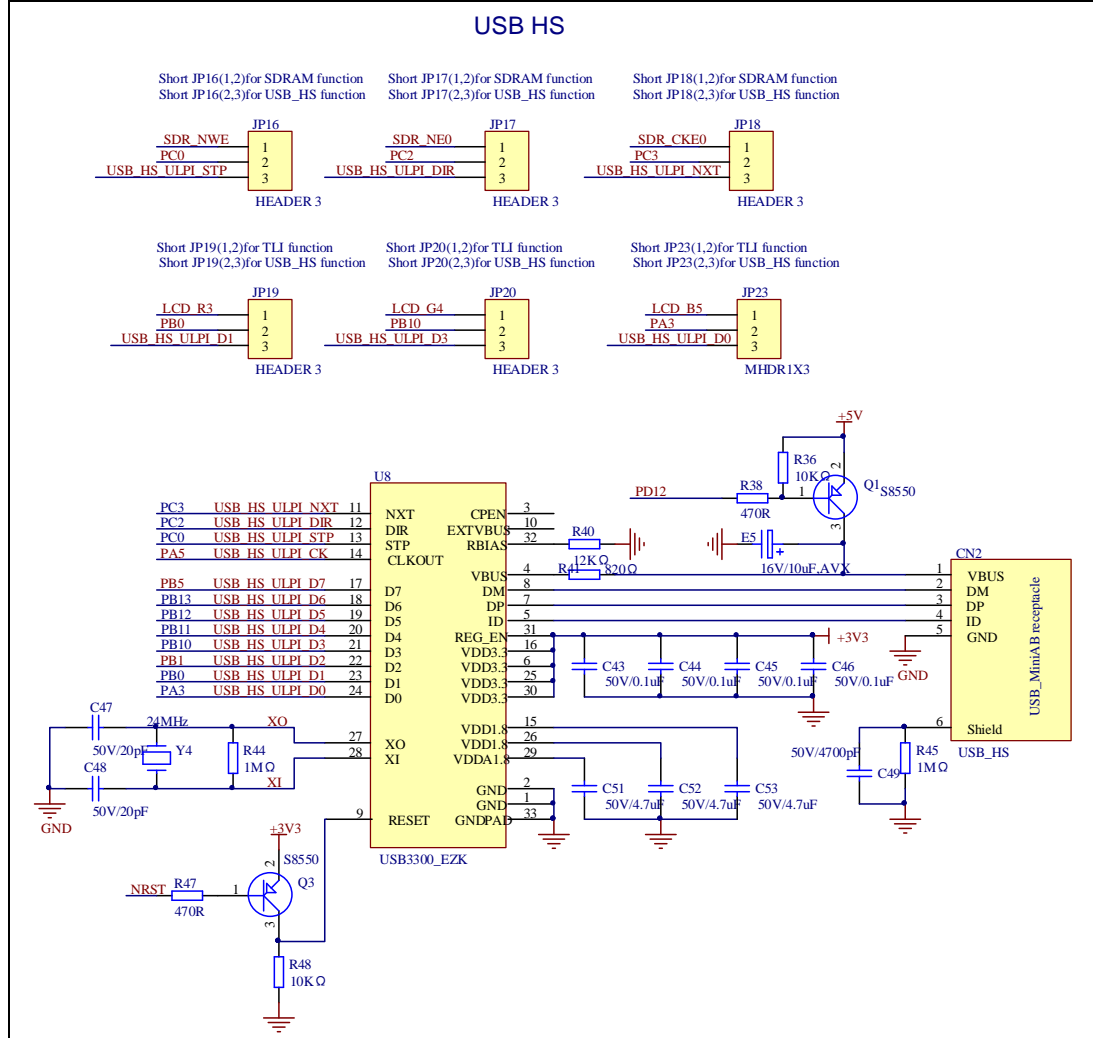 USB HS
Short JP16(1,2)for SDRAM function
Short JP16(2,3)for USB_HS function
Short JP17(1,2)for SDRAM function
Short JP17(2,3)for USB_HS function
Short JP18(1,2)for SDRAM function
Short JP18(2,3)for USB_HS function
JP16
SDR_NWE 1
PC0 2
USB_HS_ULPI_STP 3
HEADER 3
JP17
SDR_NE0 1
PC2 2
USB_HS_ULPI_DIR 3
HEADER 3
JP18
SDR_CKE0 1
PC3 2
USB_HS_ULPI_NXT 3
HEADER 3
Short JP19(1,2)for TLI function
Short JP19(2,3)for USB_HS function
Short JP20(1,2)for TLI function
Short JP20(2,3)for USB_HS function
Short JP23(1,2)for TLI function
Short JP23(2,3)for USB_HS function
JP19
LCD_R3 1
PB0 2
USB_HS_ULPI_D1 3
HEADER 3
JP20
LCD_G4 1
PB10 2
USB_HS_ULPI_D3 3
HEADER 3
JP23
LCD_B5 1
PA3 2
USB_HS_ULPI_D0 3
MHDR1X3
+5V
R36
10KΩ
2
Q1
S8550
PD12
R38
470R
1
3
E5
+
16V/10uF,AVX
U8
PC3 USB_HS_ULPI_NXT 11 NXT
PC2 USB_HS_ULPI_DIR 12 DIR
PC0 USB_HS_ULPI_STP 13 STP
PA5 USB_HS_ULPI_CK 14 CLKOUT
PB5 USB_HS_ULPI_D7 17 D7
PB13 USB_HS_ULPI_D6 18 D6
PB12 USB_HS_ULPI_D5 19 D5
PB11 USB_HS_ULPI_D4 20 D4
PB10 USB_HS_ULPI_D3 21 D3
PB1 USB_HS_ULPI_D2 22 D2
PB0 USB_HS_ULPI_D1 23 D1
PA3 USB_HS_ULPI_D0 24 D0
XO 27 XO
XI 28 XI
9 RESET
CPEN 3
EXTVBUS 10
RBIAS 32
VBUS 4
DM 8
DP 7
ID 5
REG_EN 31
VDD3.3 16
VDD3.3 6
VDD3.3 25
VDD3.3 30
VDD1.8 15
VDD1.8 26
VDDA1.8 29
GND 2
GND 1
GNDPAD 33
USB3300_EZK
R40
12KΩ
R41 820Ω
+3V3
C43
50V/0.1uF
C44
50V/0.1uF
C45
50V/0.1uF
C46
50V/0.1uF
C51
50V/4.7uF
C52
50V/4.7uF
C53
50V/4.7uF
CN2
1 VBUS
2 DM
3 DP
4 ID
5 GND
6 Shield
USB_MiniAB receptacle
USB_HS
GND
50V/4700pF
C49
R45
1MΩ
C47
50V/20pF
C48
50V/20pF
24MHz
Y4
R44
1MΩ
GND
+3V3
2
S8550
Q3
NRST
R47
470R
1
3
R48
10KΩ